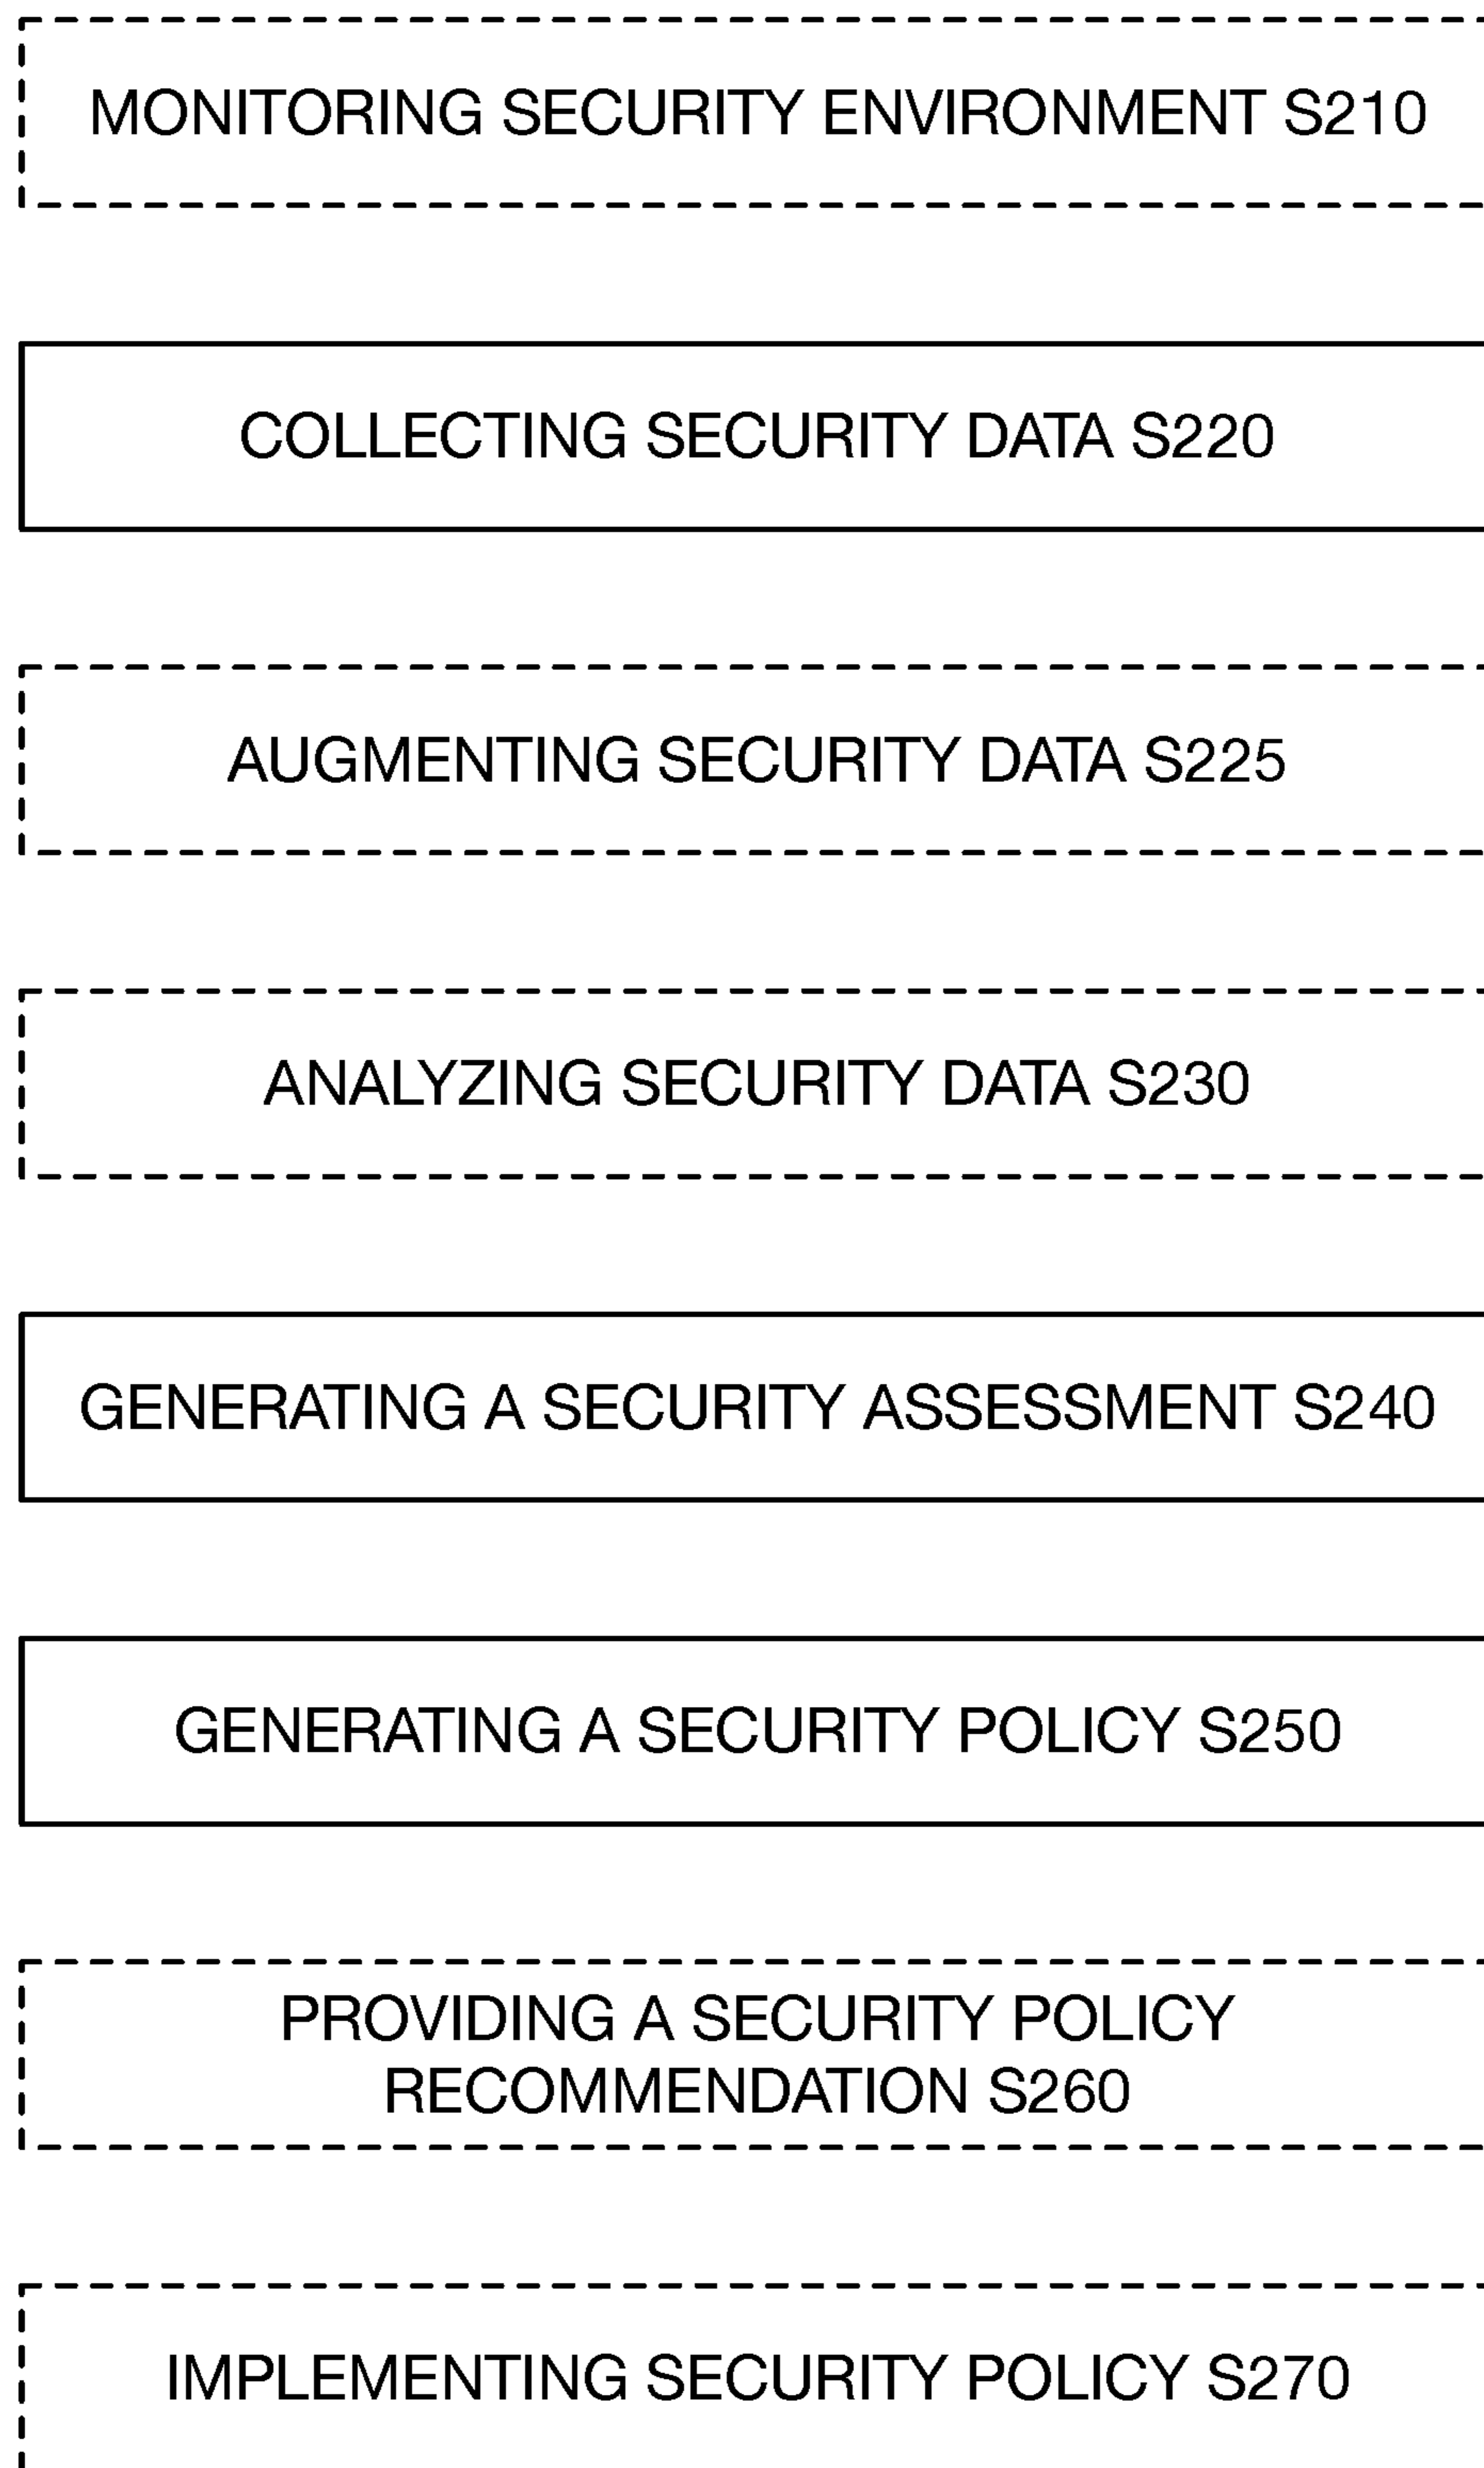 MONITORING SECURITY ENVIRONMENT S210
COLLECTING SECURITY DATA S220
AUGMENTING SECURITY DATA S225
ANALYZING SECURITY DATA S230
GENERATING A SECURITY ASSESSMENT S240
GENERATING A SECURITY POLICY S250
PROVIDING A SECURITY POLICY
RECOMMENDATION S260
IMPLEMENTING SECURITY POLICY S270